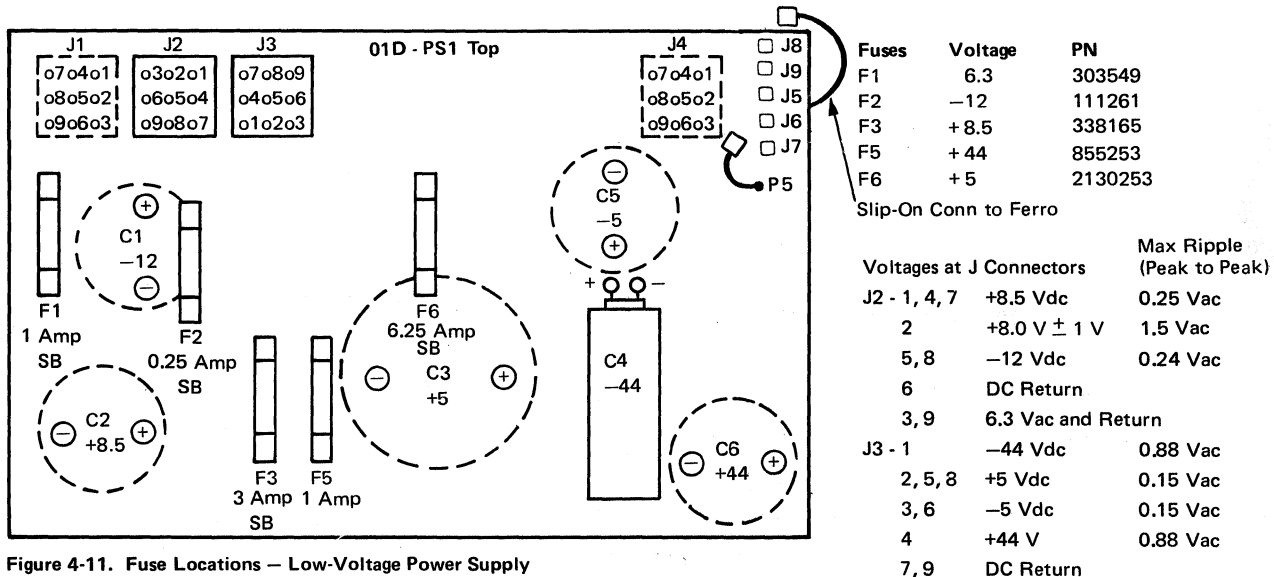 J1 J2 J3 01D - PS1 Top J4
o7o4o1 o3o2o1 o7o8o9 o7o4o1
o8o5o2 o6o5o4 o4o5o6 o8o5o2
o9o6o3 o9o8o7 o1o2o3 o9o6o3
J8
J9
J5
J6
J7
P5
+
C1
−12
−
−
C5
−5
+
+ −
F1
1 Amp
SB
F2
0.25 Amp
SB
F6
6.25 Amp
SB
− C3 +
+5
C4
−44
− C2 +
+8.5
F3
3 Amp
SB
F5
1 Amp
− C6 +
+44
Fuses Voltage PN
F1 6.3 303549
F2 −12 111261
F3 +8.5 338165
F5 +44 855253
F6 +5 2130253
Slip-On Conn to Ferro
Max Ripple
Voltages at J Connectors (Peak to Peak)
J2 - 1, 4, 7 +8.5 Vdc 0.25 Vac
2 +8.0 V ± 1 V 1.5 Vac
5, 8 −12 Vdc 0.24 Vac
6 DC Return
3, 9 6.3 Vac and Return
J3 - 1 −44 Vdc 0.88 Vac
2, 5, 8 +5 Vdc 0.15 Vac
3, 6 −5 Vdc 0.15 Vac
4 +44 V 0.88 Vac
7, 9 DC Return
Figure 4-11. Fuse Locations — Low-Voltage Power Supply